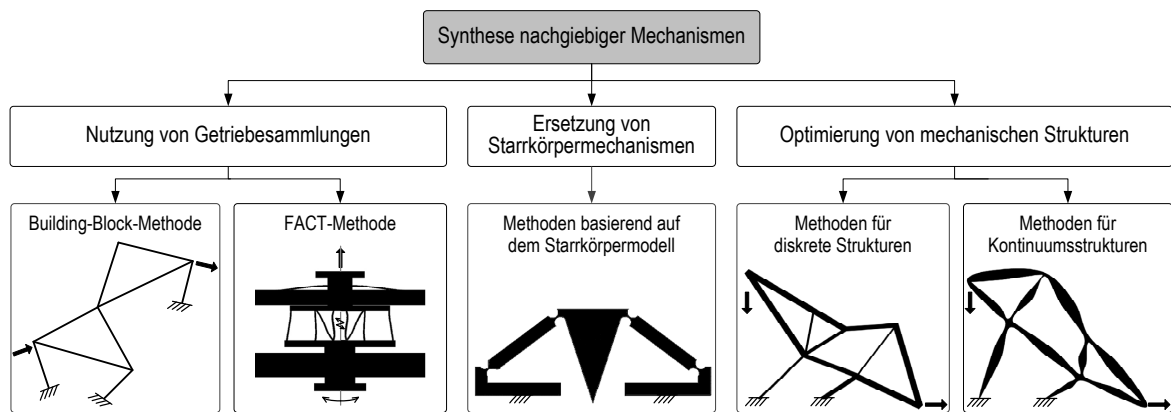 Synthese nachgiebiger Mechanismen
Nutzung von Getriebesammlungen
Ersetzung von
Starrkörpermechanismen
Optimierung von mechanischen Strukturen
Building-Block-Methode
FACT-Methode
Methoden basierend auf
dem Starrkörpermodell
Methoden für
diskrete Strukturen
Methoden für
Kontinuumsstrukturen